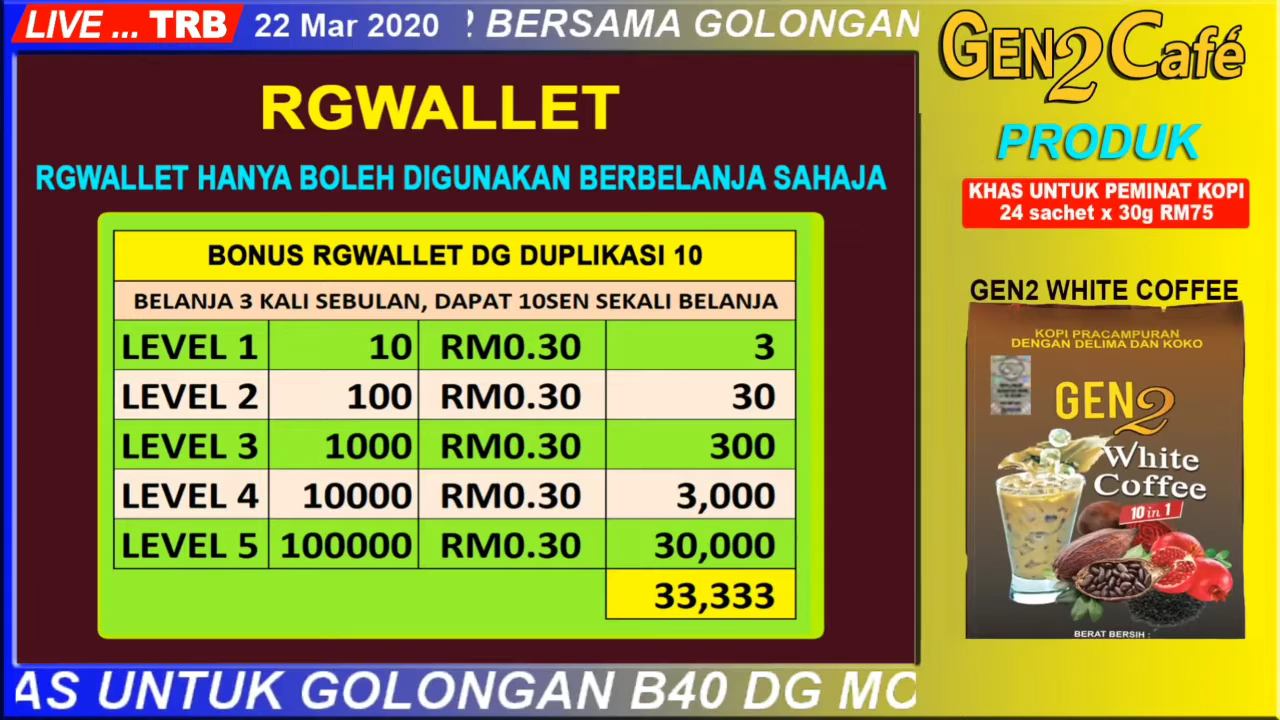 LIVE ... TRB 22 Mar 2020 BERSAMA GOLONGAN
RGWALLET
RGWALLET HANYA BOLEH DIGUNAKAN BERBELANJA SAHAJA
BONUS RGWALLET DG DUPLIKASI 10
BELANJA 3 KALI SEBULAN, DAPAT 10SEN SEKALI BELANJA
LEVEL 1 10 RM0.30 3
LEVEL 2 100 RM0.30 30
LEVEL 3 1000 RM0.30 300
LEVEL 4 10000 RM0.30 3,000
LEVEL 5 100000 RM0.30 30,000
33,333
AS UNTUK GOLONGAN B40 DG MO
GEN2 Café
PRODUK
KHAS UNTUK PEMINAT KOPI
24 sachet x 30g RM75
GEN2 WHITE COFFEE
KOPI PRACAMPURAN
DENGAN DELIMA DAN KOKO
GEN2
White
Coffee
10 in 1
BERAT BERSIH :